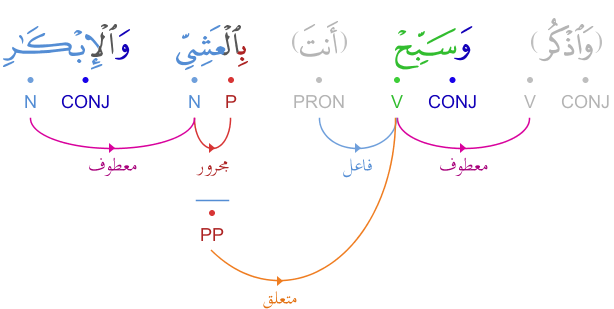 (وَٱذْكُر) وَسَبِّحْ (أَنتَ) بِٱلْعَشِىِّ وَٱلْإِبْكَـٰرِ
CONJ V CONJ V PRON P N CONJ N
معطوف فاعل مجرور معطوف
PP
متعلق